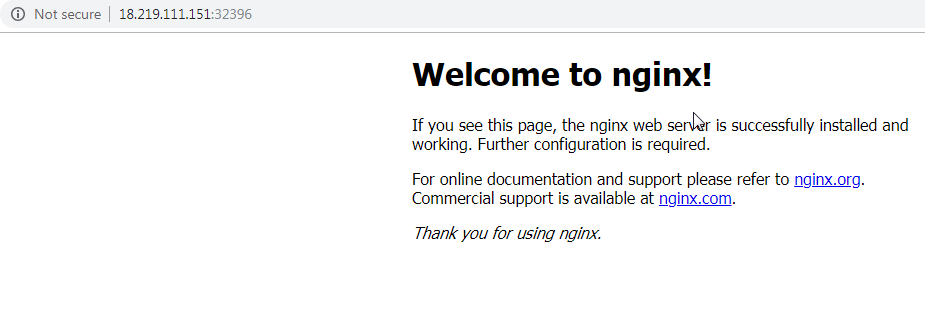 Not secure | 18.219.111.151:32396
Welcome to nginx!
If you see this page, the nginx web server is successfully installed and
working. Further configuration is required.
For online documentation and support please refer to nginx.org.
Commercial support is available at nginx.com.
Thank you for using nginx.